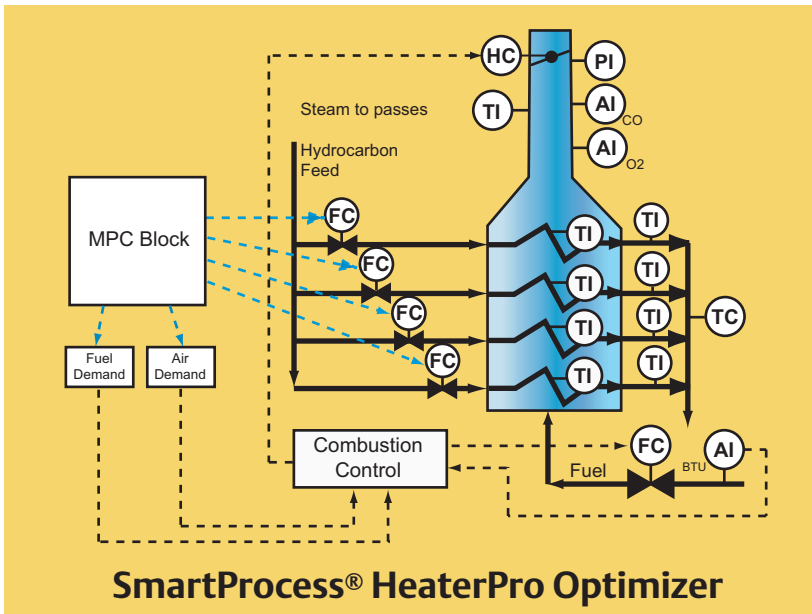 HC
PI
Steam to passes
TI
AI
CO
Hydrocarbon
Feed
AI
O2
MPC Block
FC
TI
TI
FC
TI
TI
FC
TI
TI
TC
FC
TI
TI
Fuel
Demand
Air
Demand
Combustion
Control
FC
AI
BTU
Fuel
SmartProcess® HeaterPro Optimizer